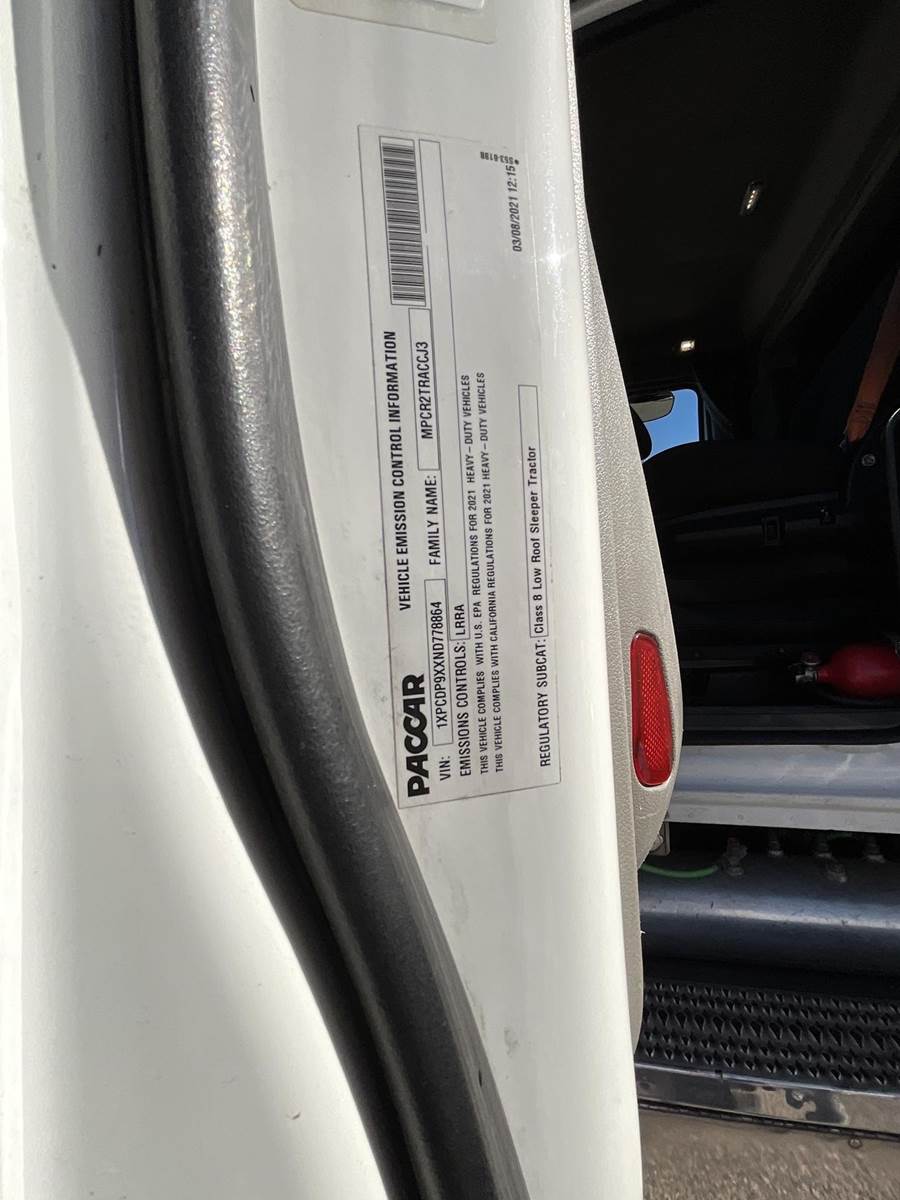 VEHICLE EMISSION CONTROL INFORMATION
PACCAR
VIN: 1XPCDP9XXND778864 FAMILY NAME: MPCR2TRACCJ3
EMISSIONS CONTROLS: LRRA
THIS VEHICLE COMPLIES WITH U.S. EPA REGULATIONS FOR 2021 HEAVY-DUTY VEHICLES
THIS VEHICLE COMPLIES WITH CALIFORNIA REGULATIONS FOR 2021 HEAVY-DUTY VEHICLES
03/08/2021 12:15
S53-6198
REGULATORY SUBCAT: Class 8 Low Roof Sleeper Tractor